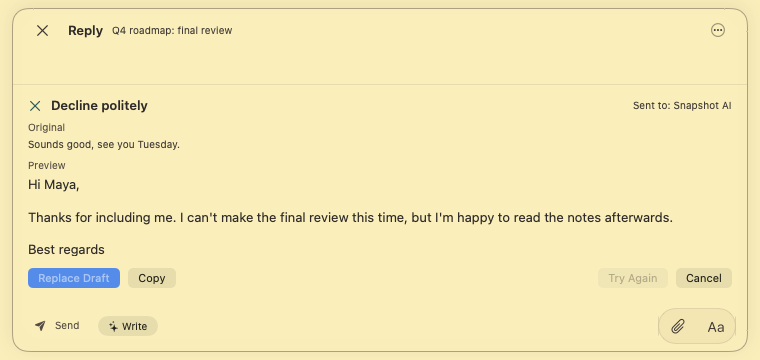 Reply Q4 roadmap: final review
Decline politely Sent to: Snapshot AI
Original
Sounds good, see you Tuesday.
Preview
Hi Maya,
Thanks for including me. I can't make the final review this time, but I'm happy to read the notes afterwards.
Best regards
Replace Draft Copy Try Again Cancel
Send Write Aa